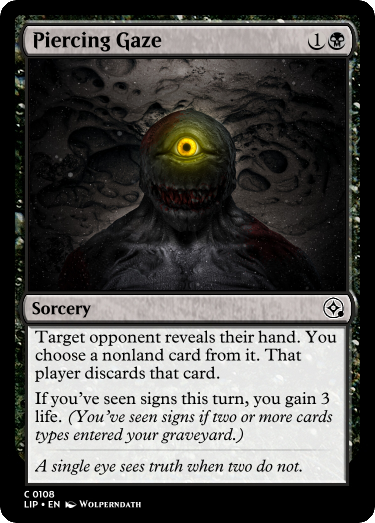 Piercing Gaze 1
Sorcery
Target opponent reveals their hand. You
choose a nonland card from it. That
player discards that card.
If you've seen signs this turn, you gain 3
life. (You've seen signs if two or more cards
types entered your graveyard.)
A single eye sees truth when two do not.
C 0108
LIP • EN Wolperndath